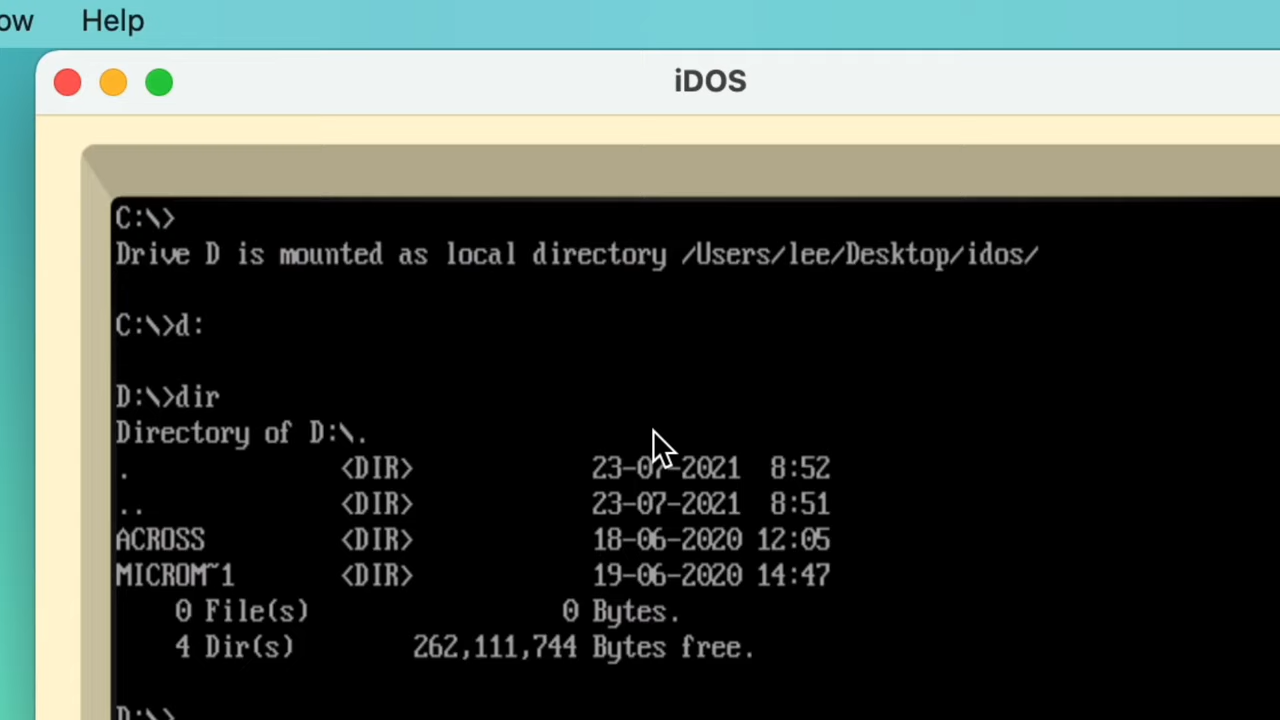 ow Help
iDOS
C:\>
Drive D is mounted as local directory /Users/lee/Desktop/idos/
C:\>d:
D:\>dir
Directory of D:\.
. <DIR> 23-07-2021 8:52
.. <DIR> 23-07-2021 8:51
ACROSS <DIR> 18-06-2020 12:05
MICROM~1 <DIR> 19-06-2020 14:47
0 File(s) 0 Bytes.
4 Dir(s) 262,111,744 Bytes free.
D:\>